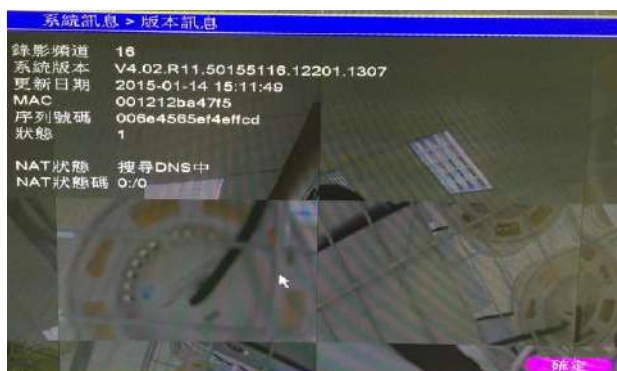 系統訊息 > 版本訊息
錄影頻道 16
系統版本 V4.02.R11.50155116.12201.1307
更新日期 2015-01-14 15:11:49
MAC 001212ba47f5
序列號碼 006e4565ef4effcd
狀態 1
NAT狀態 搜尋DNS中
NAT狀態碼 0:/0
確定